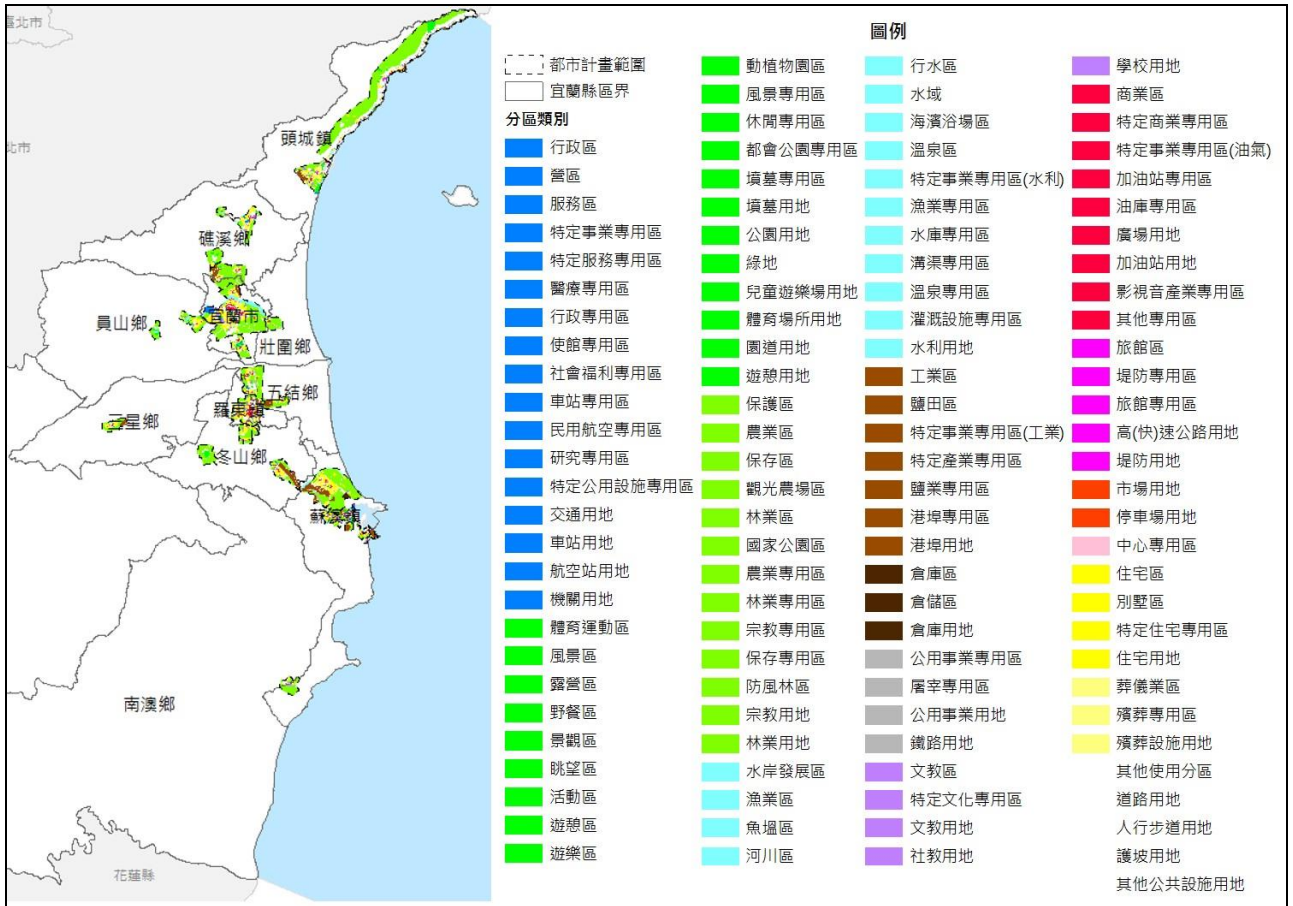 臺北市
北市
頭城鎮
礁溪鄉
宜蘭市
員山鄉
壯圍鄉
五結鄉
羅東鎮
三星鄉
冬山鄉
蘇澳鎮
南澳鄉
花蓮縣
圖例
都市計畫範圍
宜蘭縣區界
分區類別
行政區
營區
服務區
特定事業專用區
特定服務專用區
醫療專用區
行政專用區
使館專用區
社會福利專用區
車站專用區
民用航空專用區
研究專用區
特定公用設施專用區
交通用地
車站用地
航空站用地
機關用地
體育運動區
風景區
露營區
野餐區
景觀區
眺望區
活動區
遊憩區
遊樂區
動植物園區
風景專用區
休閒專用區
都會公園專用區
墳墓專用區
墳墓用地
公園用地
綠地
兒童遊樂場用地
體育場所用地
園道用地
遊憩用地
保護區
農業區
保存區
觀光農場區
林業區
國家公園區
農業專用區
林業專用區
宗教專用區
保存專用區
防風林區
宗教用地
林業用地
水岸發展區
漁業區
魚塭區
河川區
行水區
水域
海濱浴場區
溫泉區
特定事業專用區(水利)
漁業專用區
水庫專用區
溝渠專用區
溫泉專用區
灌溉設施專用區
水利用地
工業區
鹽田區
特定事業專用區(工業)
特定產業專用區
鹽業專用區
港埠專用區
港埠用地
倉庫區
倉儲區
倉庫用地
公用事業專用區
屠宰專用區
公用事業用地
鐵路用地
文教區
特定文化專用區
文教用地
社教用地
學校用地
商業區
特定商業專用區
特定事業專用區(油氣)
加油站專用區
油庫專用區
廣場用地
加油站用地
影視音產業專用區
其他專用區
旅館區
堤防專用區
旅館專用區
高(快)速公路用地
堤防用地
市場用地
停車場用地
中心專用區
住宅區
別墅區
特定住宅專用區
住宅用地
葬儀業區
殯葬專用區
殯葬設施用地
其他使用分區
道路用地
人行步道用地
護坡用地
其他公共設施用地